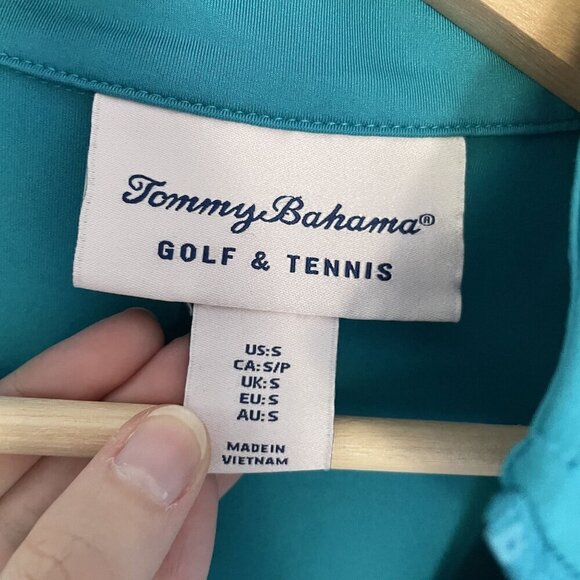 Tommy Bahama®
GOLF & TENNIS
US:S
CA:S/P
UK:S
EU:S
AU:S
MADE IN
VIETNAM